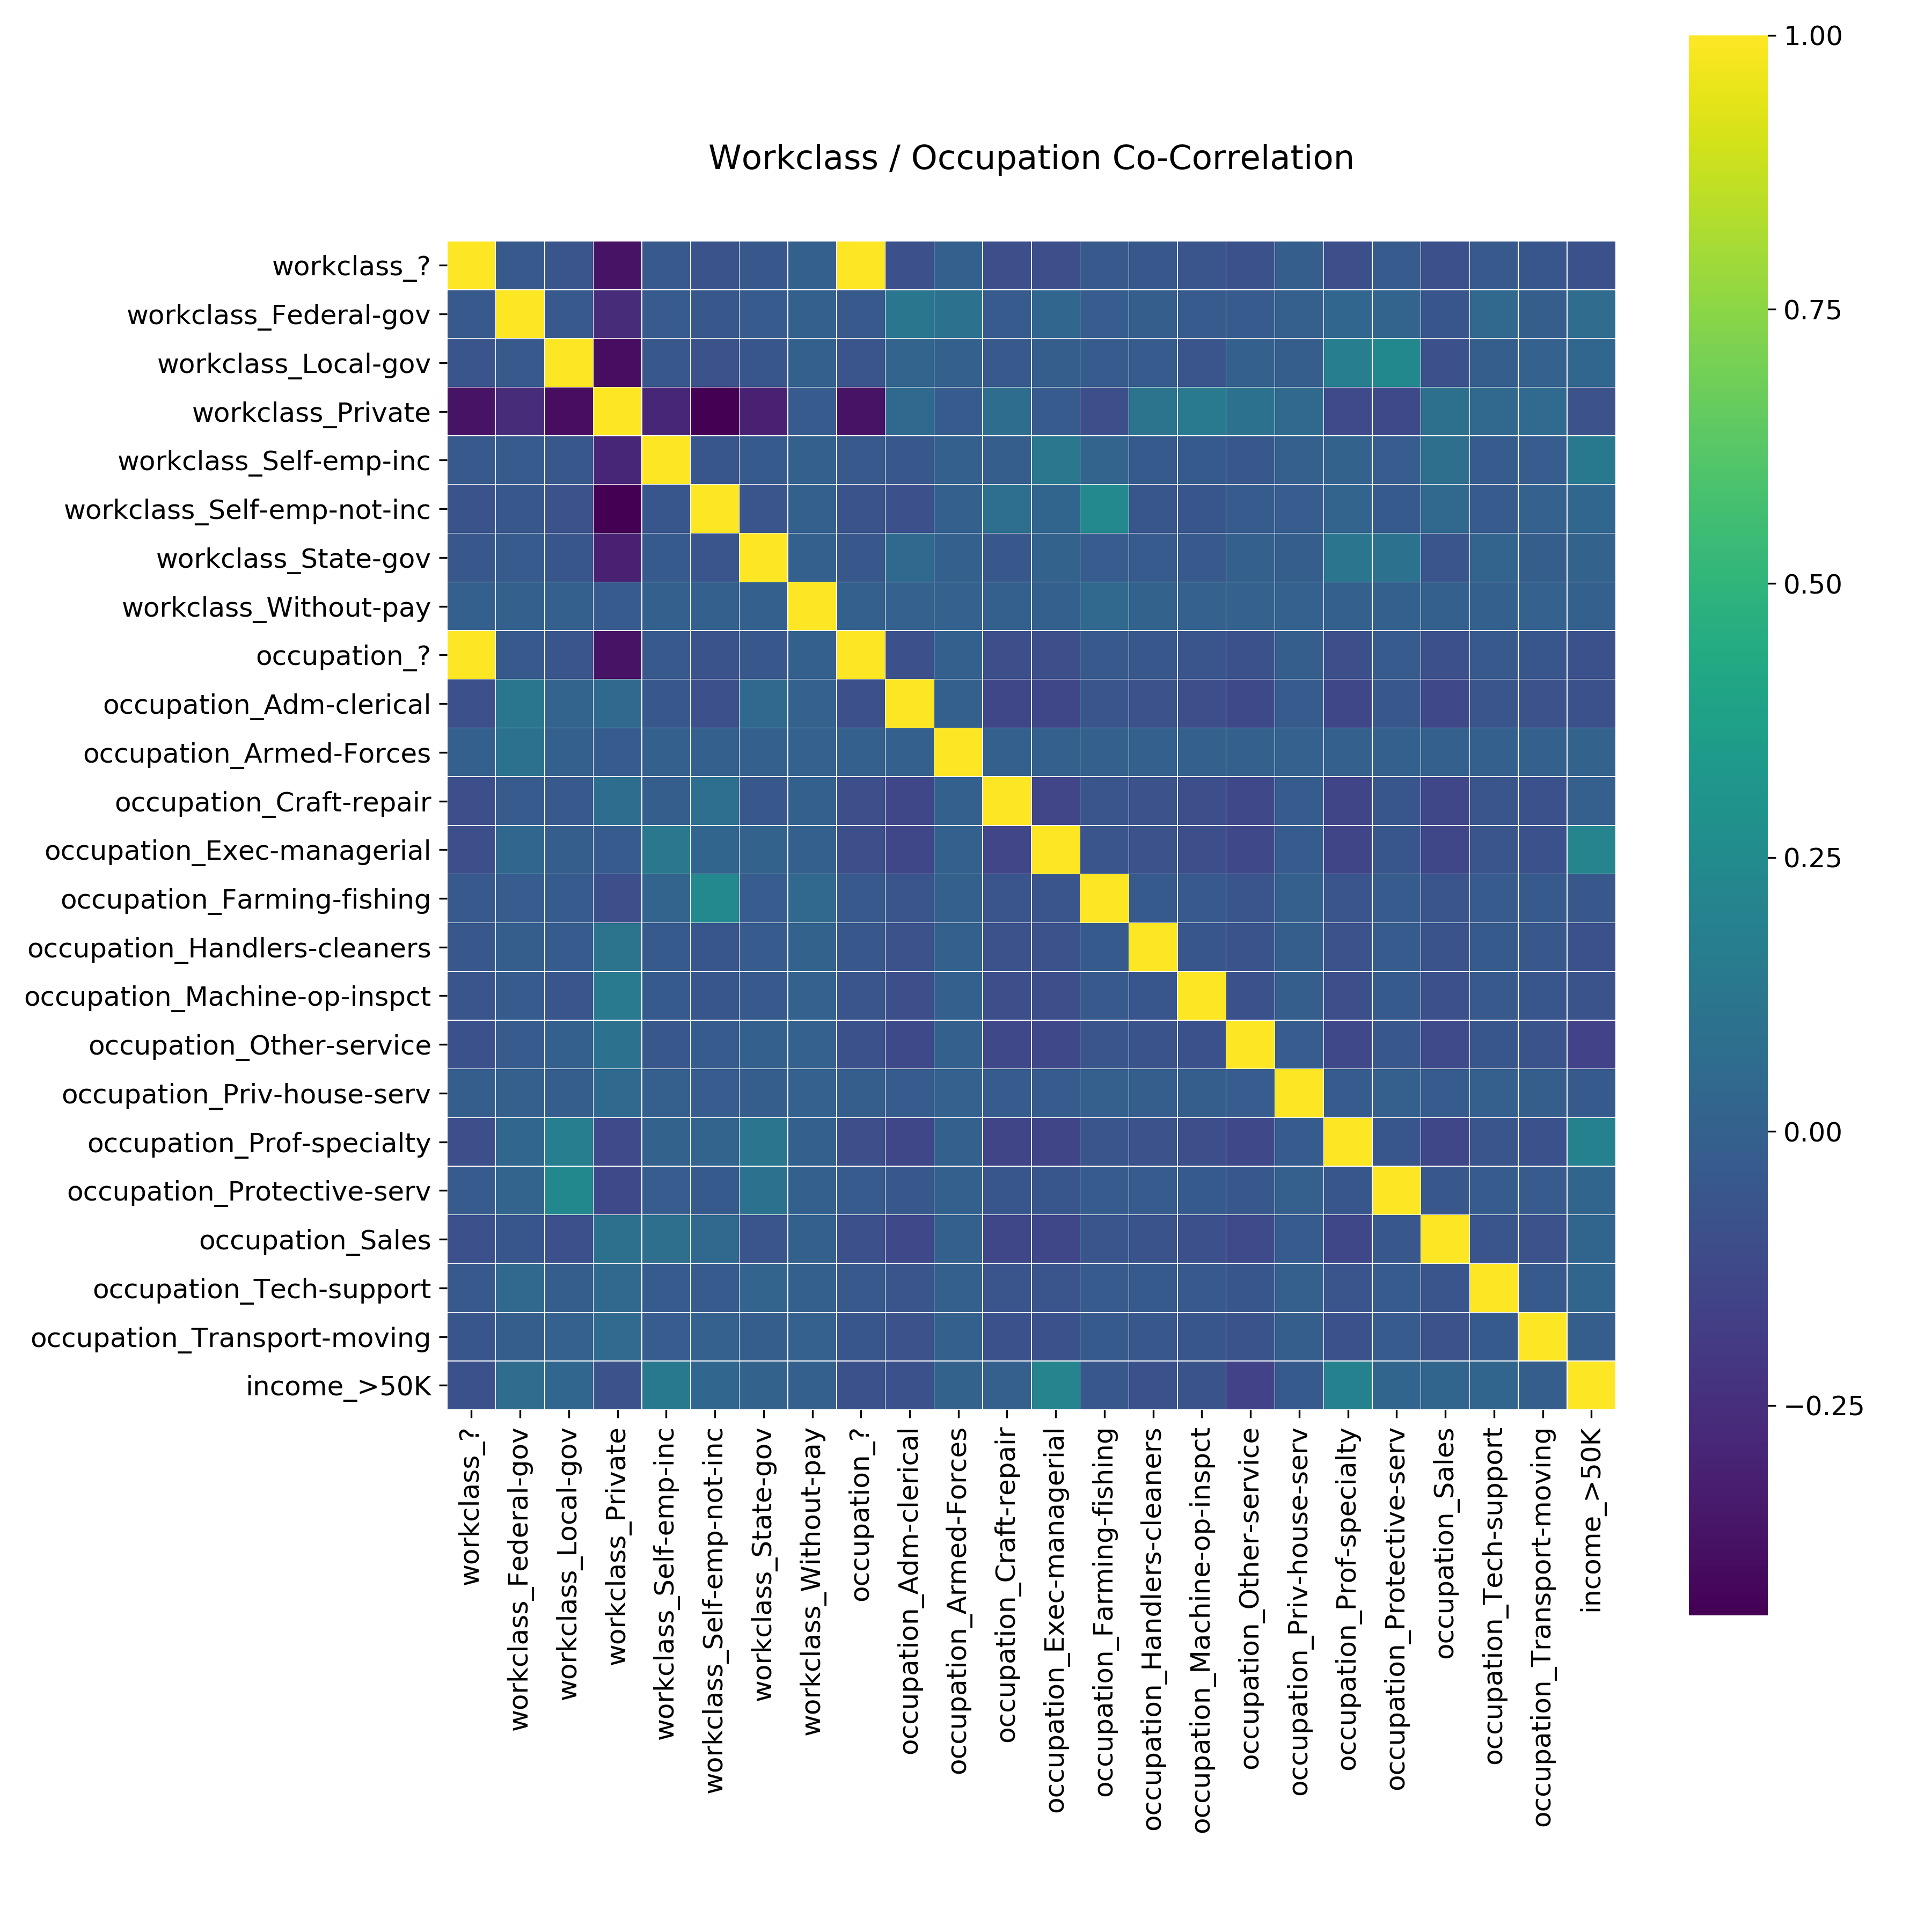 Workclass / Occupation Co-Correlation
workclass_?
workclass_Federal-gov
workclass_Local-gov
workclass_Private
workclass_Self-emp-inc
workclass_Self-emp-not-inc
workclass_State-gov
workclass_Without-pay
occupation_?
occupation_Adm-clerical
occupation_Armed-Forces
occupation_Craft-repair
occupation_Exec-managerial
occupation_Farming-fishing
occupation_Handlers-cleaners
occupation_Machine-op-inspct
occupation_Other-service
occupation_Priv-house-serv
occupation_Prof-specialty
occupation_Protective-serv
occupation_Sales
occupation_Tech-support
occupation_Transport-moving
income_>50K
workclass_?
workclass_Federal-gov
workclass_Local-gov
workclass_Private
workclass_Self-emp-inc
workclass_Self-emp-not-inc
workclass_State-gov
workclass_Without-pay
occupation_?
occupation_Adm-clerical
occupation_Armed-Forces
occupation_Craft-repair
occupation_Exec-managerial
occupation_Farming-fishing
occupation_Handlers-cleaners
occupation_Machine-op-inspct
occupation_Other-service
occupation_Priv-house-serv
occupation_Prof-specialty
occupation_Protective-serv
occupation_Sales
occupation_Tech-support
occupation_Transport-moving
income_>50K
1.00
0.75
0.50
0.25
0.00
−0.25